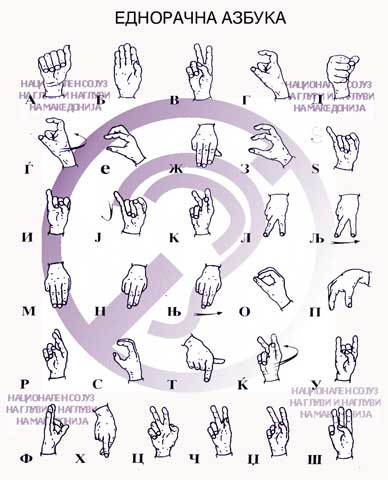 ЕДНОРАЧНА АЗБУКА
НАЦИОНАЛЕН СОЈУЗ
НА ГЛУВИ И НАГЛУВИ
НА МАКЕДОНИЈА
НАЦИОНАЛЕН СОЈУЗ
НА ГЛУВИ И НАГЛУВИ
НА МАКЕДОНИЈА
А Б В Г Д
Ѓ е Ж З Ѕ
И Ј К Л Љ
М Н Њ О П
Р С Т Ќ У
НАЦИОНАЛЕН СОЈУЗ
НА ГЛУВИ И НАГЛУВИ
НА МАКЕДОНИЈА
НАЦИОНАЛЕН СОЈУЗ
НА ГЛУВИ И НАГЛУВИ
НА МАКЕДОНИЈА
Ф Х Ц Ч Џ Ш